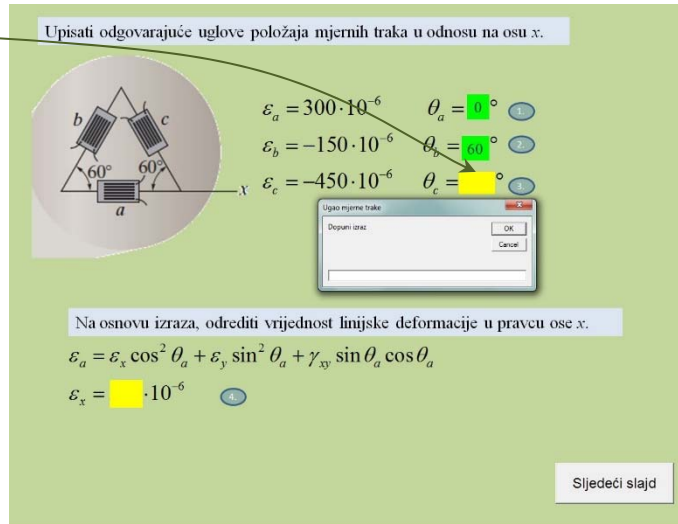 Upisati odgovarajuće uglove položaja mjernih traka u odnosu na osu x.
b c
60° 60°
a
x
ε_a = 300·10⁻⁶ θ_a = 0° 1.
ε_b = −150·10⁻⁶ θ_b = 60° 2.
ε_c = −450·10⁻⁶ θ_c = ° 3.
Ugao mjerne trake
Dopuni izraz
OK
Cancel
Na osnovu izraza, odrediti vrijednost linijske deformacije u pravcu ose x.
ε_a = ε_x cos² θ_a + ε_y sin² θ_a + γ_xy sin θ_a cos θ_a
ε_x = ·10⁻⁶ 4.
Sljedeći slajd